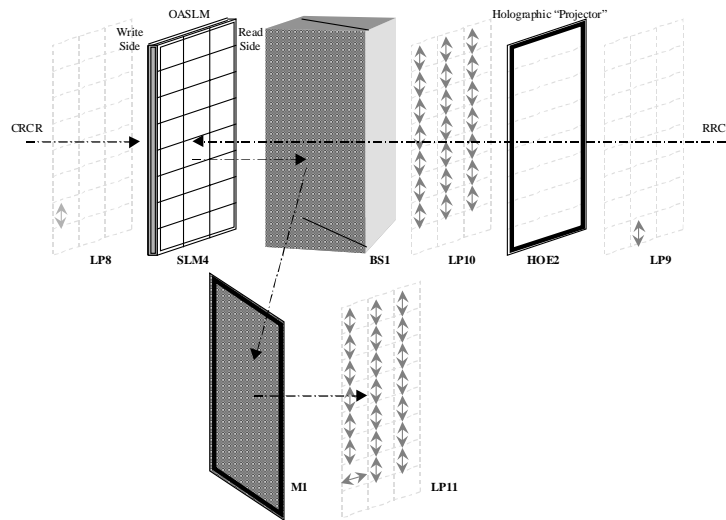 OASLM
Write
Side
Read
Side
Holographic “Projector”
CRCR
RRC
LP8
SLM4
BS1
LP10
HOE2
LP9
M1
LP11